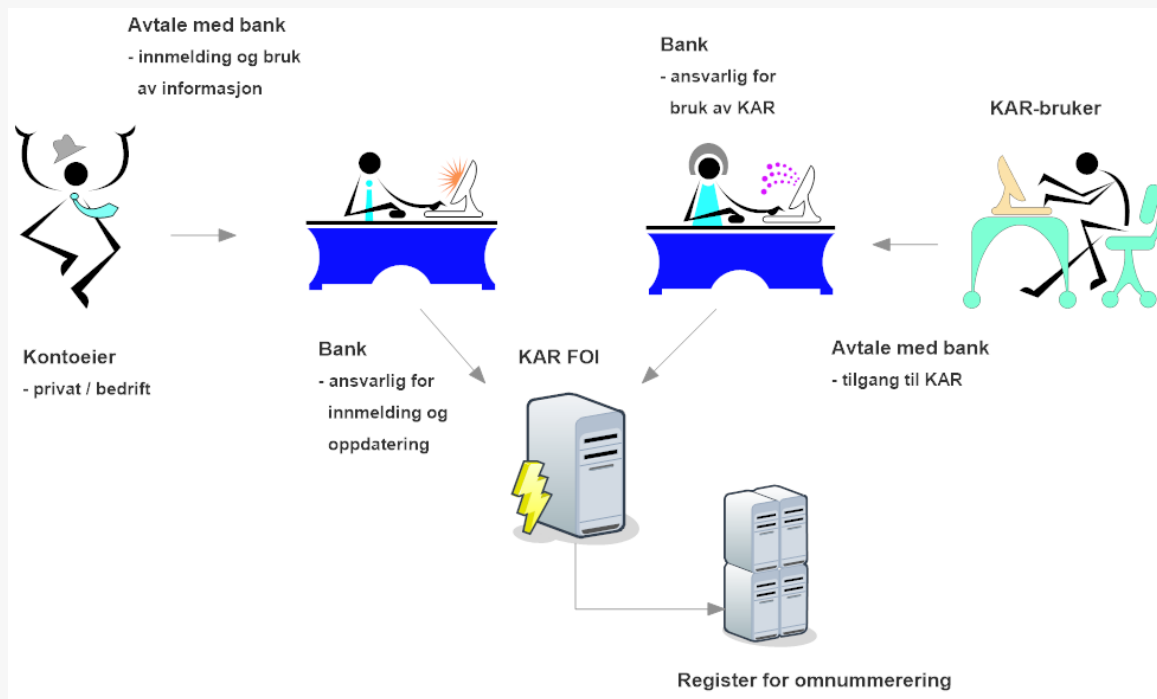 Avtale med bank
- innmelding og bruk
av informasjon
Bank
- ansvarlig for
bruk av KAR
KAR-bruker
Kontoeier
- privat / bedrift
Bank
- ansvarlig for
innmelding og
oppdatering
KAR FOI
Avtale med bank
- tilgang til KAR
Register for omnummerering